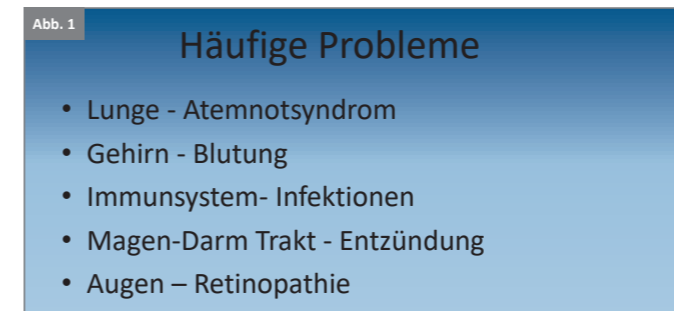 Abb. 1
Häufige Probleme
• Lunge - Atemnotsyndrom
• Gehirn - Blutung
• Immunsystem- Infektionen
• Magen-Darm Trakt - Entzündung
• Augen – Retinopathie